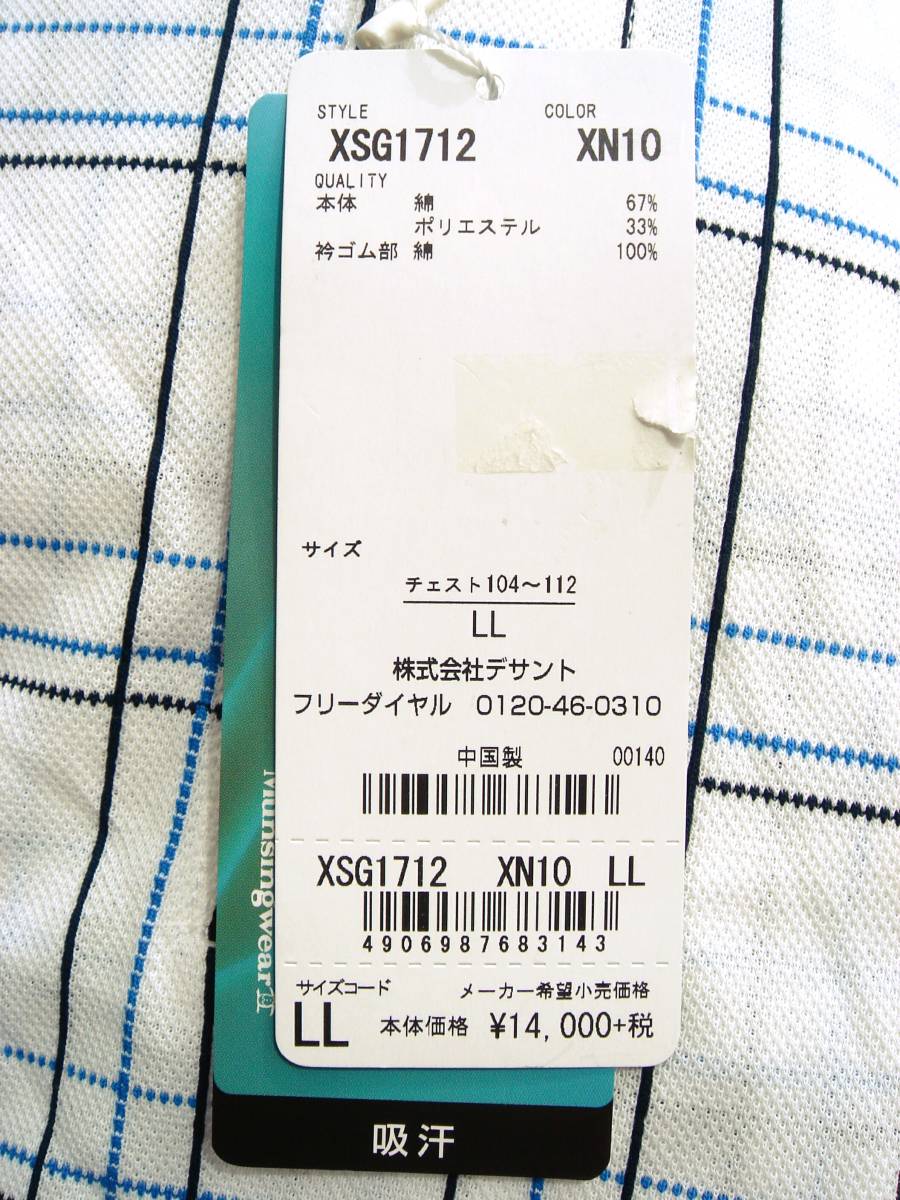 STYLE COLOR
XSG1712 XN10
QUALITY
本体 綿 67%
ポリエステル 33%
衿ゴム部 綿 100%
サイズ
チェスト104～112
LL
株式会社デサント
フリーダイヤル 0120-46-0310
中国製 00140
XSG1712 XN10 LL
4906987683143
サイズコード メーカー希望小売価格
LL 本体価格 ¥14,000+税
Munsingwear
吸汗